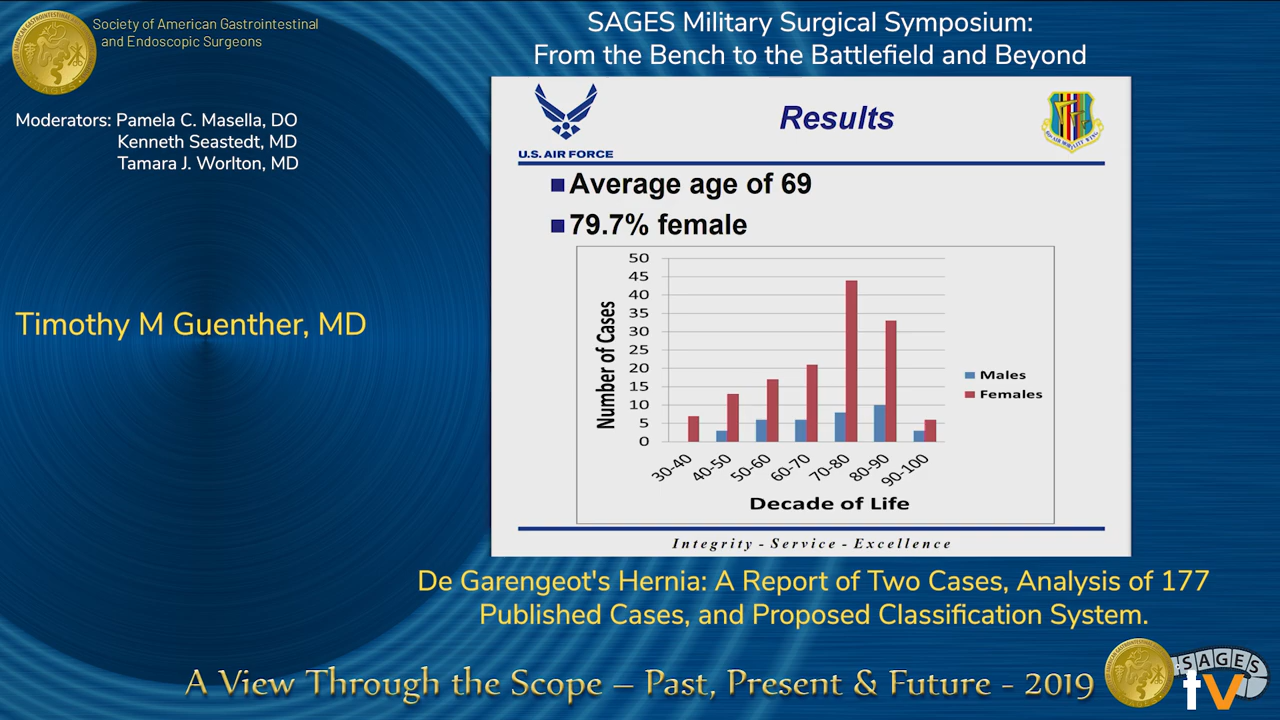 Society of American Gastrointestinal
and Endoscopic Surgeons
SAGES Military Surgical Symposium:
From the Bench to the Battlefield and Beyond
Moderators: Pamela C. Masella, DO
Kenneth Seastedt, MD
Tamara J. Worlton, MD
Timothy M Guenther, MD
U.S. AIR FORCE
Results
Average age of 69
79.7% female
Number of Cases
50
45
40
35
30
25
20
15
10
5
0
30-40
40-50
50-60
60-70
70-80
80-90
90-100
Decade of Life
Males
Females
Integrity - Service - Excellence
De Garengeot's Hernia: A Report of Two Cases, Analysis of 177
Published Cases, and Proposed Classification System.
A View Through the Scope – Past, Present & Future - 2019
SAGES
tv